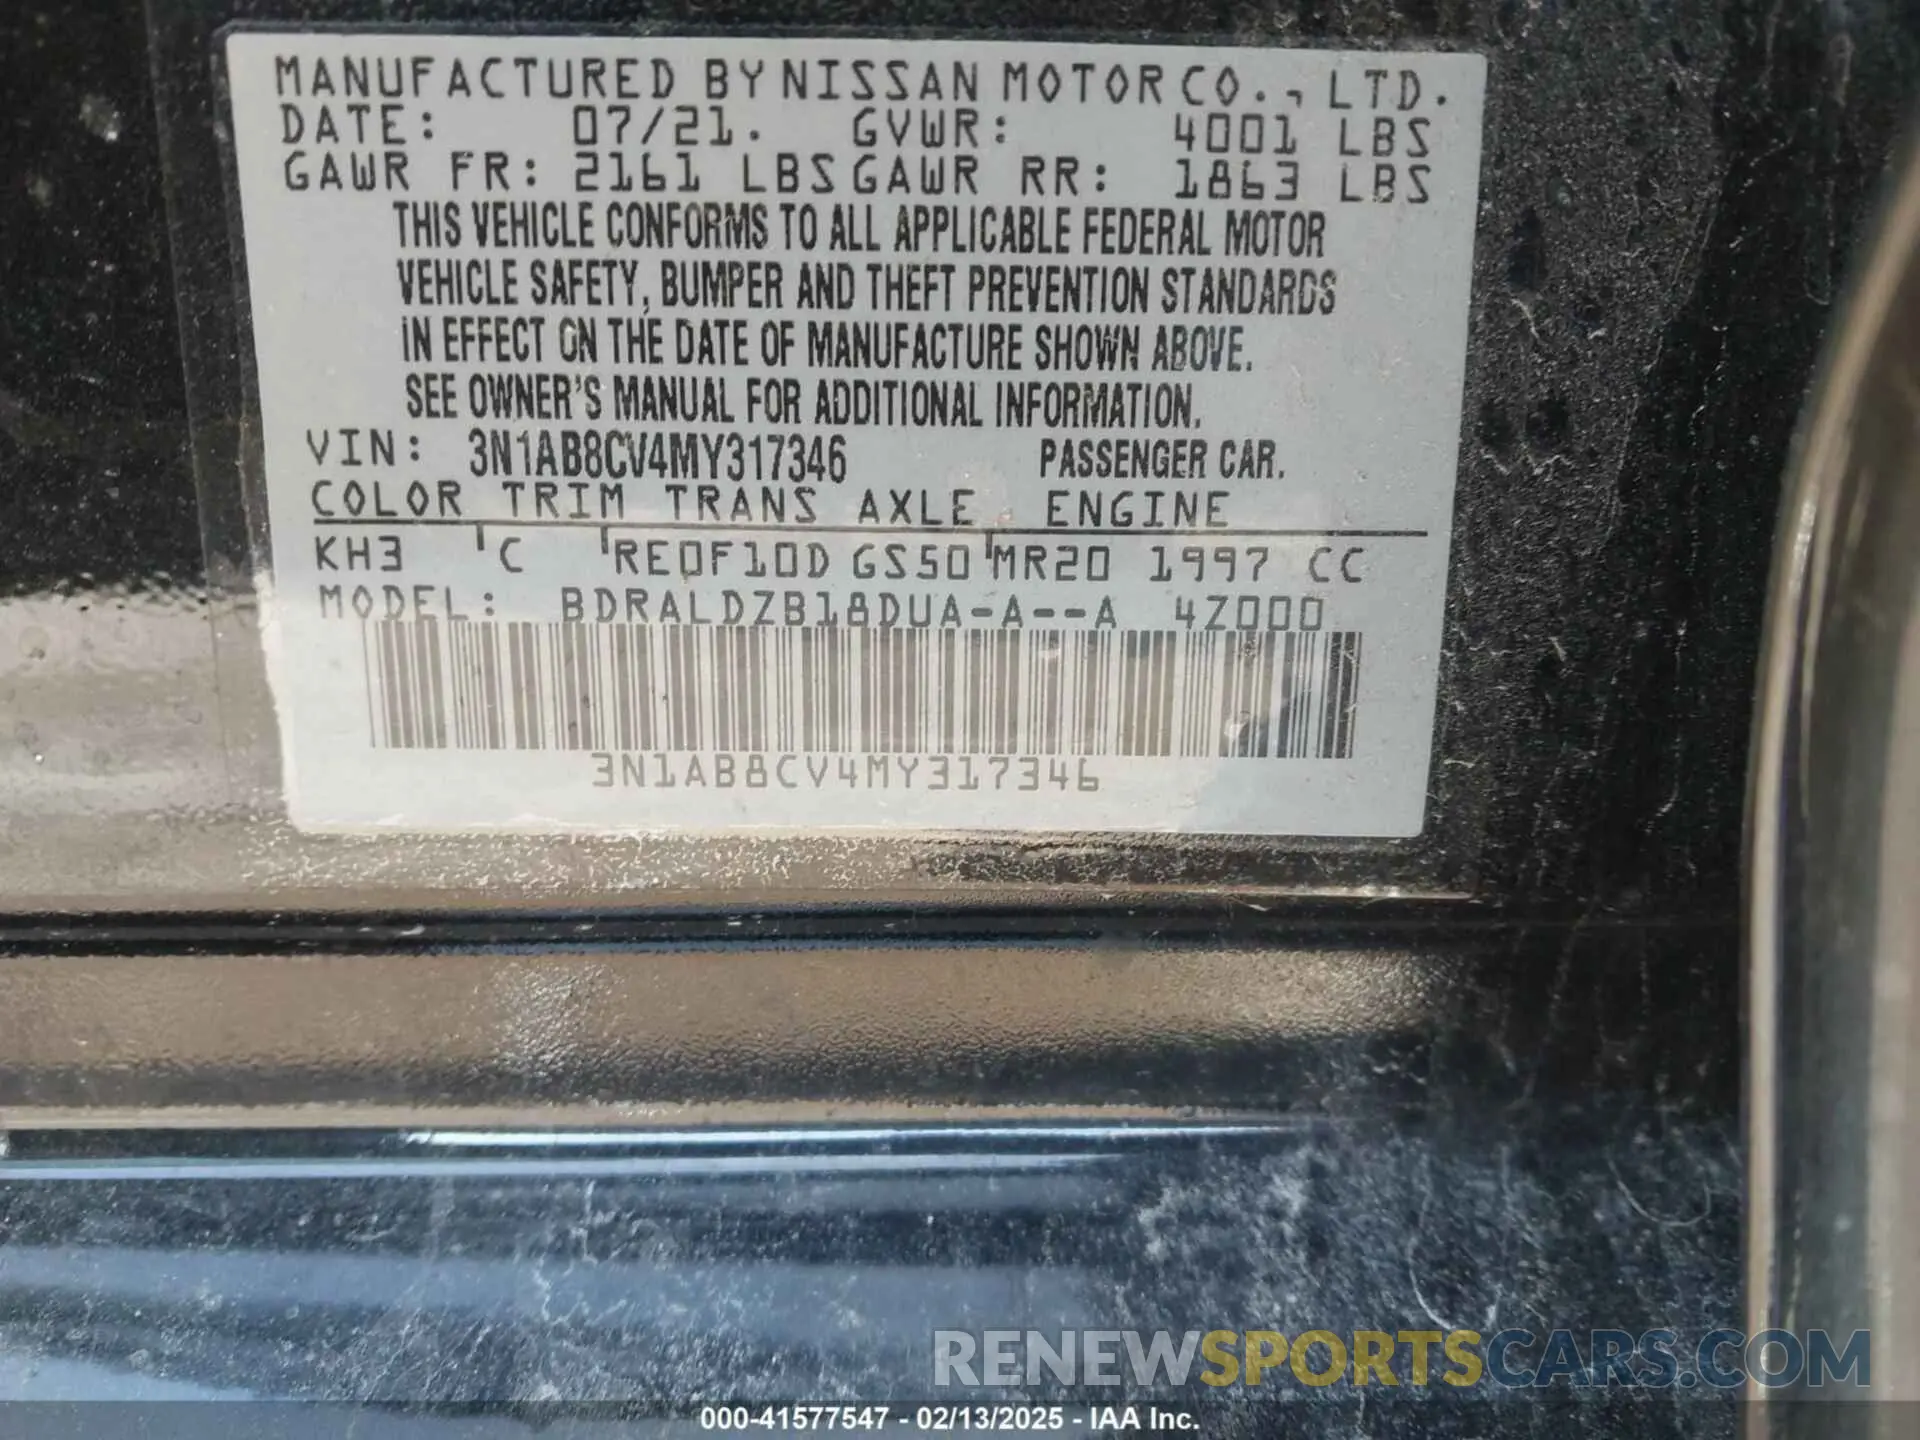 MANUFACTURED BY NISSAN MOTOR CO., LTD.
DATE: 07/21. GVWR: 4001 LBS
GAWR FR: 2161 LBS GAWR RR: 1863 LBS
THIS VEHICLE CONFORMS TO ALL APPLICABLE FEDERAL MOTOR
VEHICLE SAFETY, BUMPER AND THEFT PREVENTION STANDARDS
IN EFFECT ON THE DATE OF MANUFACTURE SHOWN ABOVE.
SEE OWNER'S MANUAL FOR ADDITIONAL INFORMATION.
VIN: 3N1AB8CV4MY317346 PASSENGER CAR.
COLOR TRIM TRANS AXLE ENGINE
KH3 C RE0F10D GS50 MR20 1997 CC
MODEL: BDRALDZB18DUA-A--A 4Z000
3N1AB8CV4MY317346
RENEWSPORTSCARS.COM
000-41577547 - 02/13/2025 - IAA Inc.